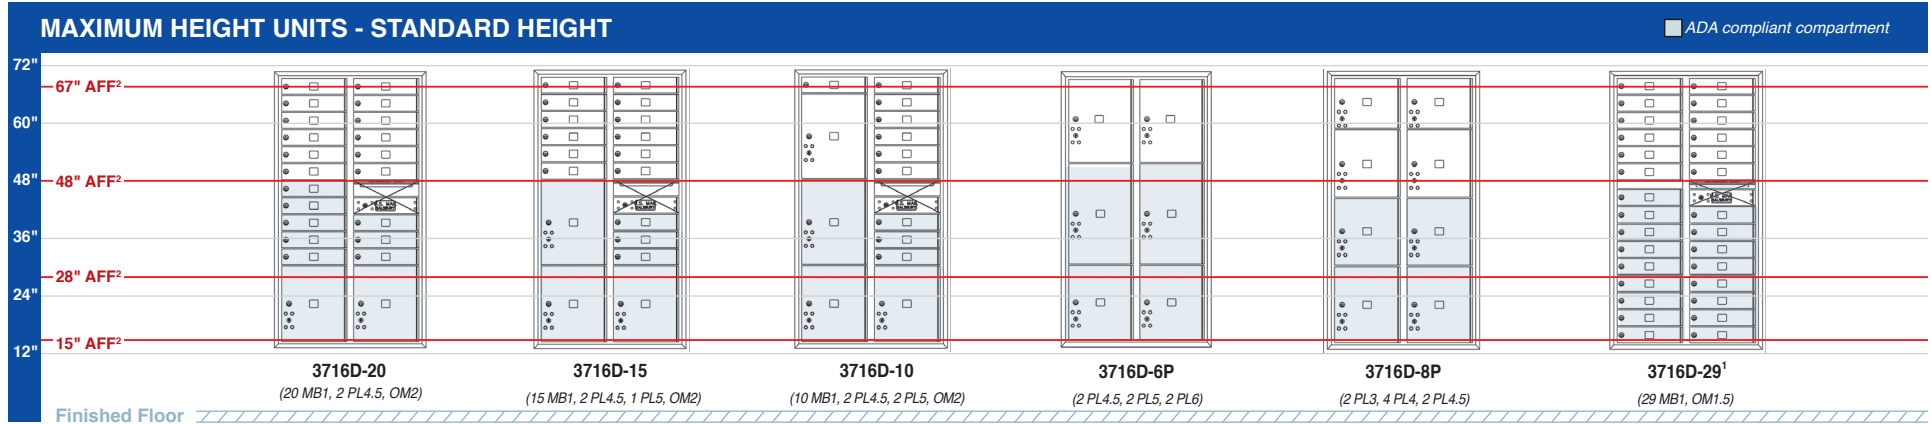 MAXIMUM HEIGHT UNITS - STANDARD HEIGHT
ADA compliant compartment
72"
67" AFF²
60"
48"
48" AFF²
36"
28" AFF²
24"
15" AFF²
12"
U.S. MAIL
U.S. MAIL
U.S. MAIL
U.S. MAIL
3716D-20
3716D-15
3716D-10
3716D-6P
3716D-8P
3716D-29¹
(20 MB1, 2 PL4.5, OM2)
(15 MB1, 2 PL4.5, 1 PL5, OM2)
(10 MB1, 2 PL4.5, 2 PL5, OM2)
(2 PL4.5, 2 PL5, 2 PL6)
(2 PL3, 4 PL4, 2 PL4.5)
(29 MB1, OM1.5)
Finished Floor